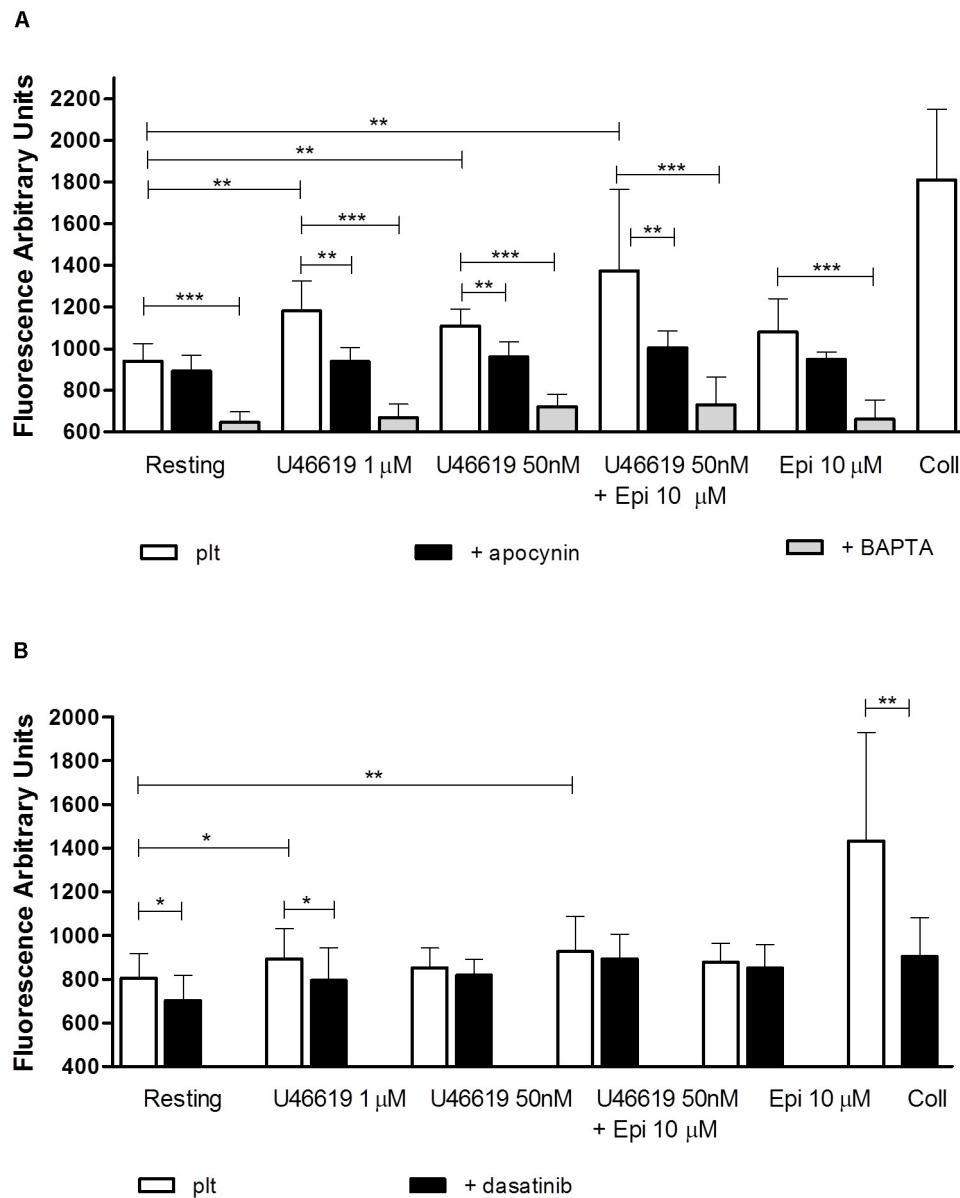 A
Fluorescence Arbitrary Units
2200
2000
1800
1600
1400
1200
1000
800
600
**
**
**
***
***
**
***
**
***
**
***
Resting
U46619 1 μM
U46619 50nM
U46619 50nM
+ Epi 10 μM
Epi 10 μM
Coll
plt
+ apocynin
+ BAPTA
B
Fluorescence Arbitrary Units
2000
1800
1600
1400
1200
1000
800
600
400
**
**
*
*
*
Resting
U46619 1 μM
U46619 50nM
U46619 50nM
+ Epi 10 μM
Epi 10 μM
Coll
plt
+ dasatinib